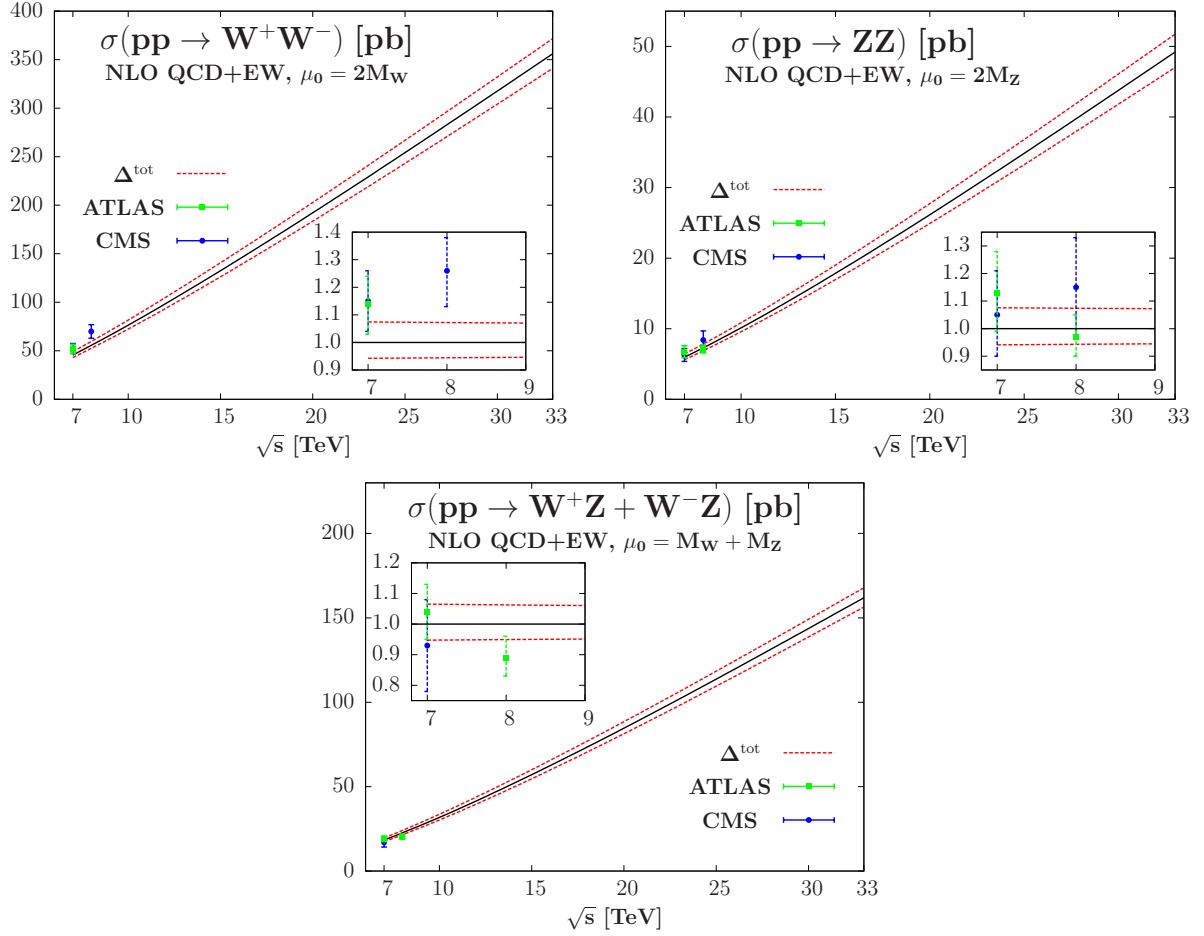 σ(pp → W⁺W⁻) [pb]
NLO QCD+EW, μ₀ = 2M_W
Δᵗᵒᵗ
ATLAS
CMS
400
350
300
250
200
150
100
50
0
7 10 15 20 25 30 33
√s [TeV]
1.4
1.3
1.2
1.1
1.0
0.9
7 8 9
σ(pp → ZZ) [pb]
NLO QCD+EW, μ₀ = 2M_Z
Δᵗᵒᵗ
ATLAS
CMS
50
40
30
20
10
0
7 10 15 20 25 30 33
√s [TeV]
1.3
1.2
1.1
1.0
0.9
7 8 9
σ(pp → W⁺Z + W⁻Z) [pb]
NLO QCD+EW, μ₀ = M_W + M_Z
1.2
1.1
1.0
0.9
0.8
7 8 9
Δᵗᵒᵗ
ATLAS
CMS
200
150
100
50
0
7 10 15 20 25 30 33
√s [TeV]